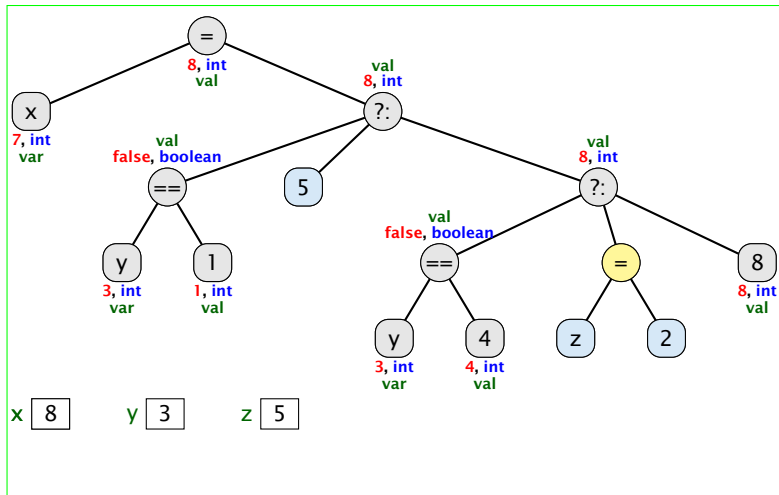 =
8, int
val
val
8, int
x
?:
7, int
var
val
false, boolean
val
8, int
==
5
?:
val
false, boolean
y
1
==
=
8
3, int
var
1, int
val
8, int
val
y
4
z
2
3, int
var
4, int
val
x 8 y 3 z 5